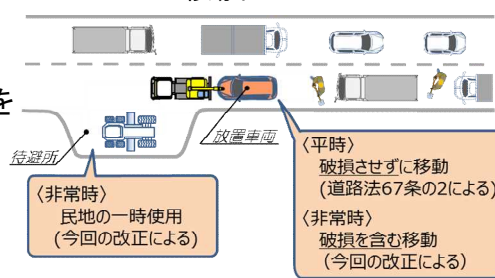 を
放置車両
待避所
〈平時〉
破損させずに移動
(道路法67条の2による)
〈非常時〉
破損を含む移動
（今回の改正による）
〈非常時〉
民地の一時使用
(今回の改正による)